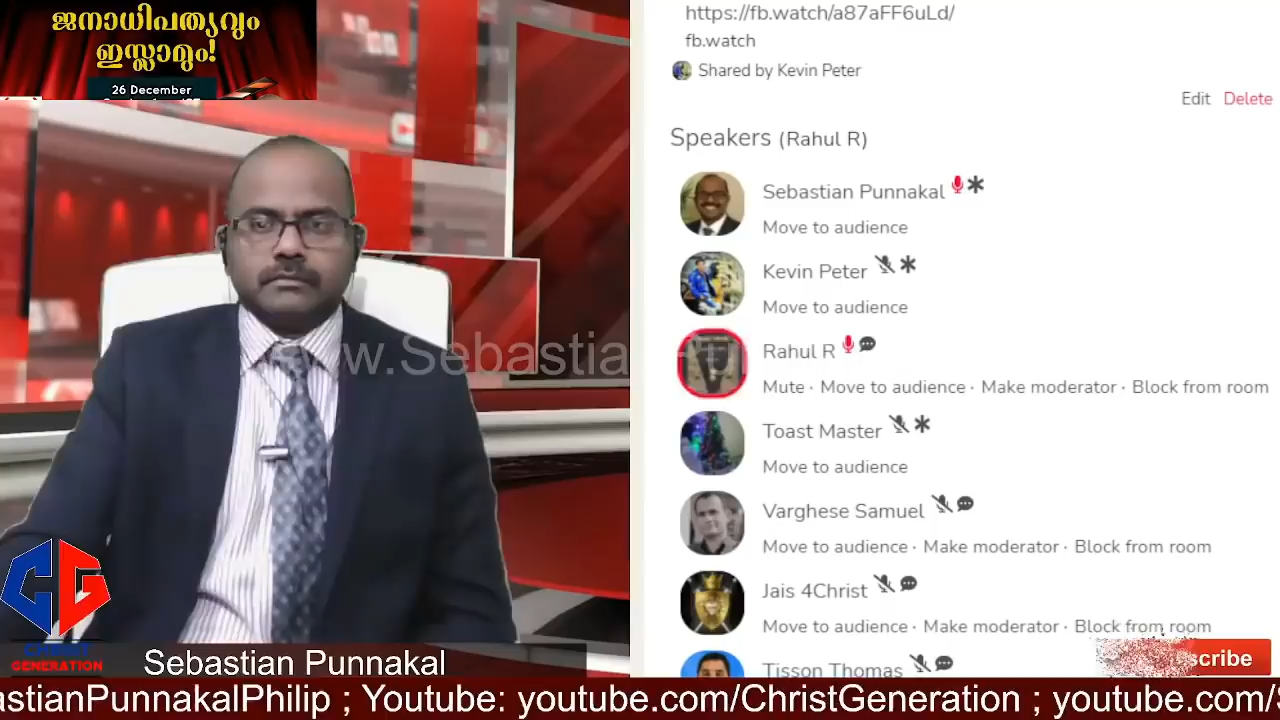 ജനാധിപത്യവും
ഇസ്ലാമും!
26 December
https://fb.watch/a87aFF6uLd/
fb.watch
Shared by Kevin Peter
Edit Delete
Speakers (Rahul R)
Sebastian Punnakal
Move to audience
Kevin Peter
Move to audience
Rahul R
Mute · Move to audience · Make moderator · Block from room
Toast Master
Move to audience
Varghese Samuel
Move to audience · Make moderator · Block from room
Jais 4Christ
Move to audience · Make moderator · Block from room
Tisson Thomas
www.Sebastia
CG
CHRIST
GENERATION
Sebastian Punnakal
scribe
astianPunnakalPhilip ; Youtube: youtube.com/ChristGeneration ; youtube.com/S